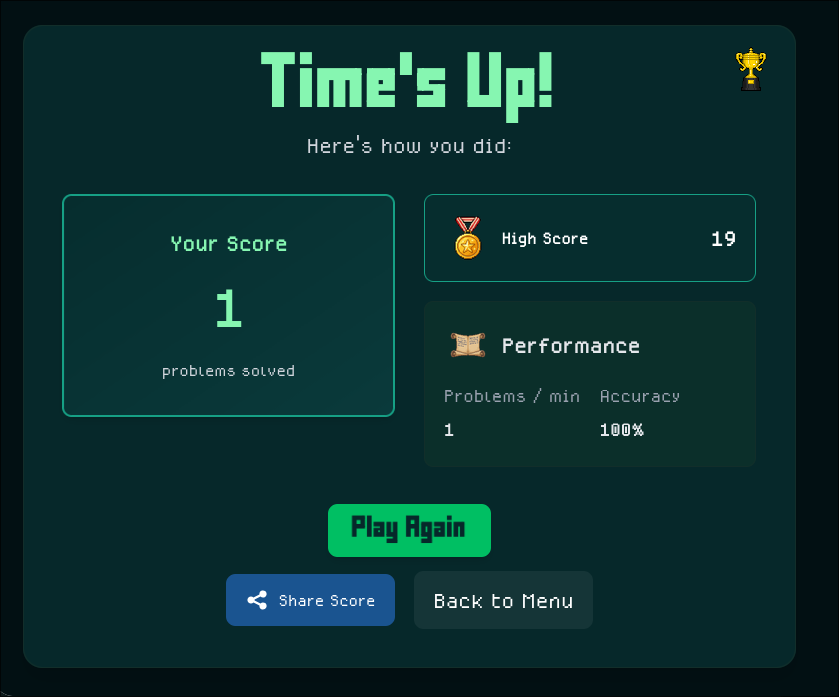 Time's Up!
Here's how you did:
Your Score
1
problems solved
High Score 19
Performance
Problems / min Accuracy
1 100%
Play Again
Share Score Back to Menu